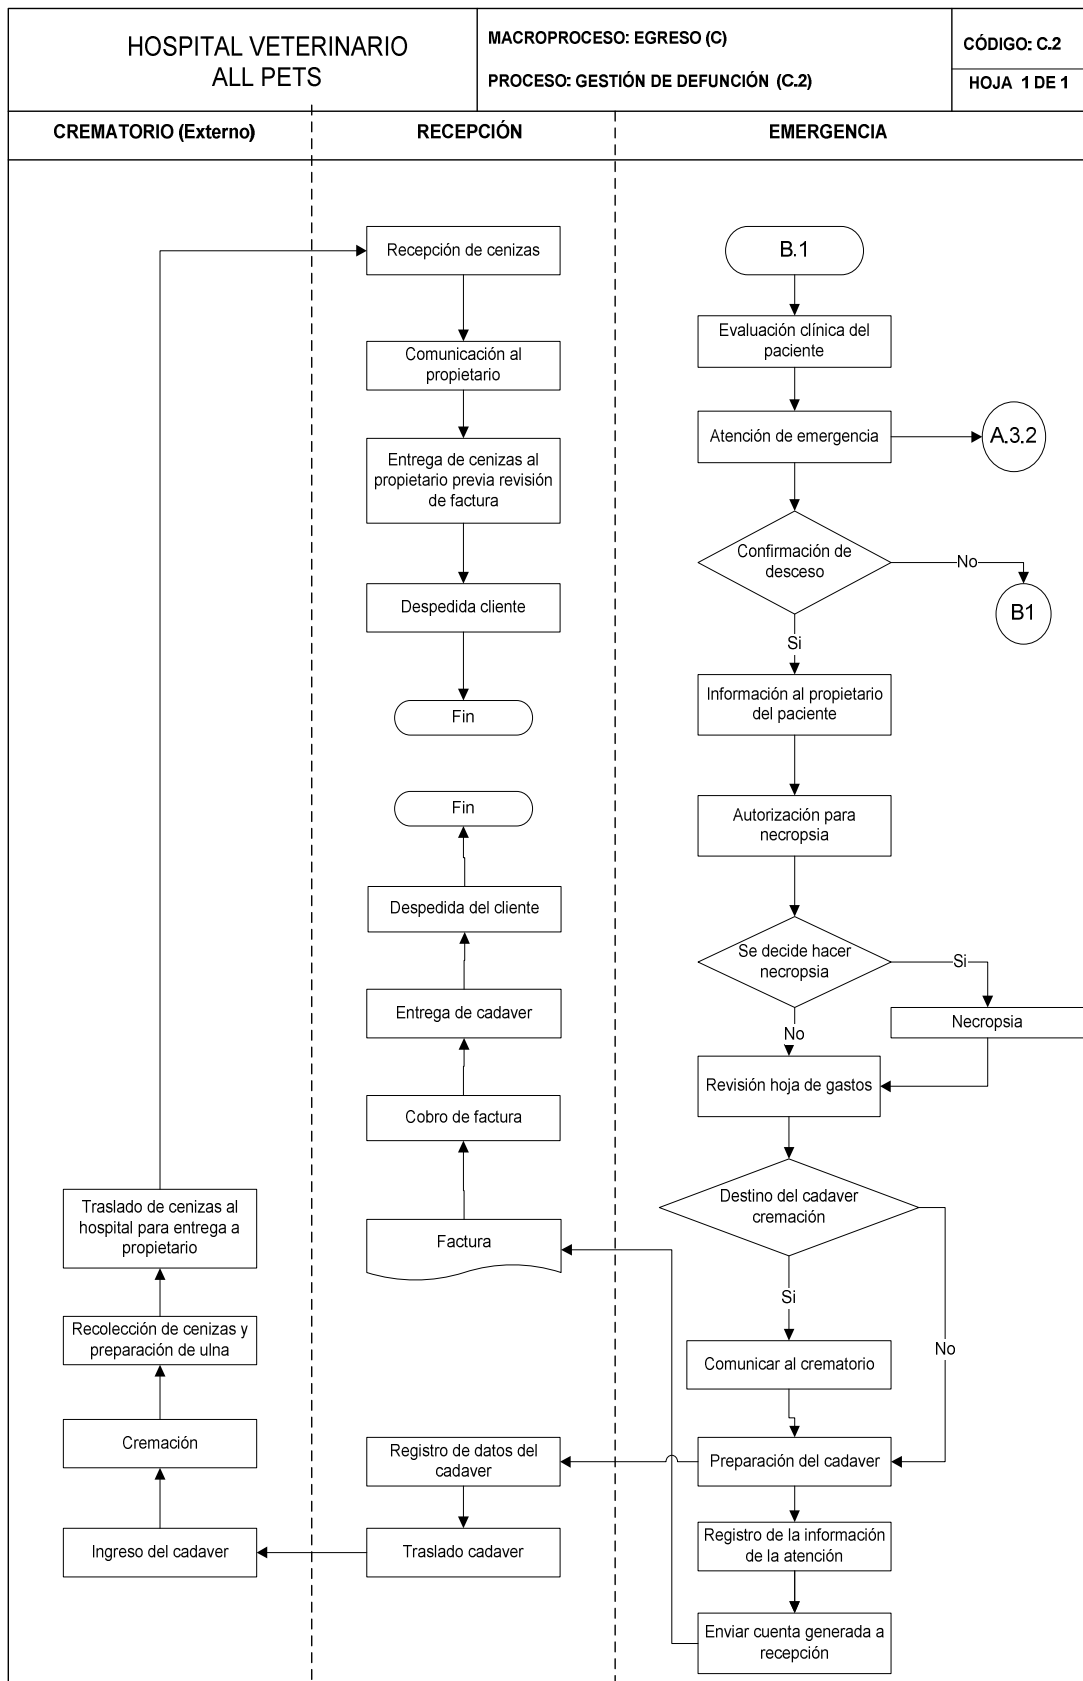 HOSPITAL VETERINARIO
ALL PETS
MACROPROCESO: EGRESO (C)
PROCESO: GESTIÓN DE DEFUNCIÓN (C.2)
CÓDIGO: C.2
HOJA 1 DE 1
CREMATORIO (Externo)
RECEPCIÓN
EMERGENCIA
Recepción de cenizas
Comunicación al
propietario
Entrega de cenizas al
propietario previa revisión
de factura
Despedida cliente
Fin
Fin
Despedida del cliente
Entrega de cadaver
Cobro de factura
Factura
Registro de datos del
cadaver
Traslado cadaver
Traslado de cenizas al
hospital para entrega a
propietario
Recolección de cenizas y
preparación de ulna
Cremación
Ingreso del cadaver
B.1
Evaluación clínica del
paciente
Atención de emergencia
A.3.2
Confirmación de
desceso
No
B1
Si
Información al propietario
del paciente
Autorización para
necropsia
Se decide hacer
necropsia
Si
Necropsia
No
Revisión hoja de gastos
Destino del cadaver
cremación
Si
No
Comunicar al crematorio
Preparación del cadaver
Registro de la información
de la atención
Enviar cuenta generada a
recepción